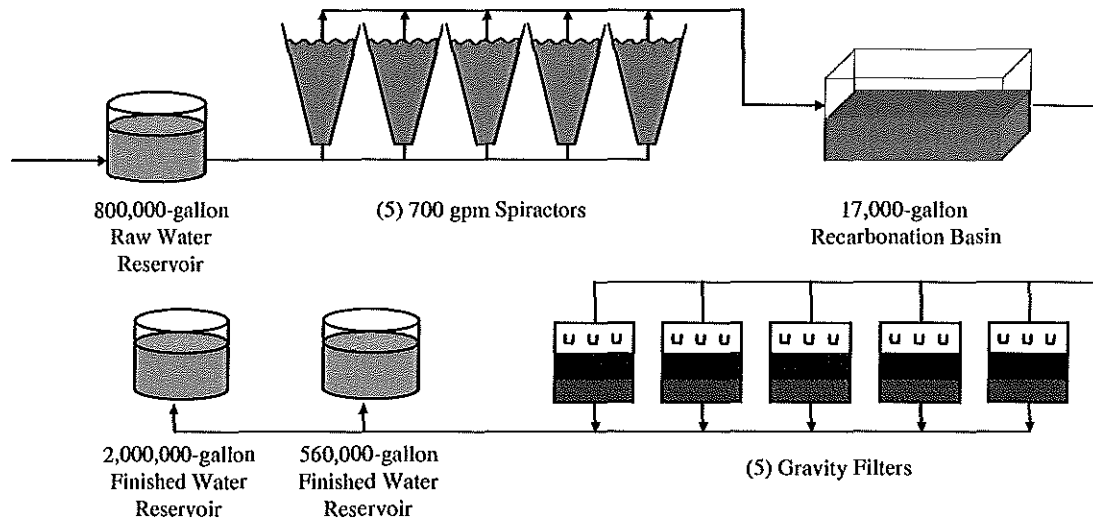 800,000-gallon
Raw Water
Reservoir
(5) 700 gpm Spiractors
17,000-gallon
Recarbonation Basin
2,000,000-gallon
Finished Water
Reservoir
560,000-gallon
Finished Water
Reservoir
(5) Gravity Filters